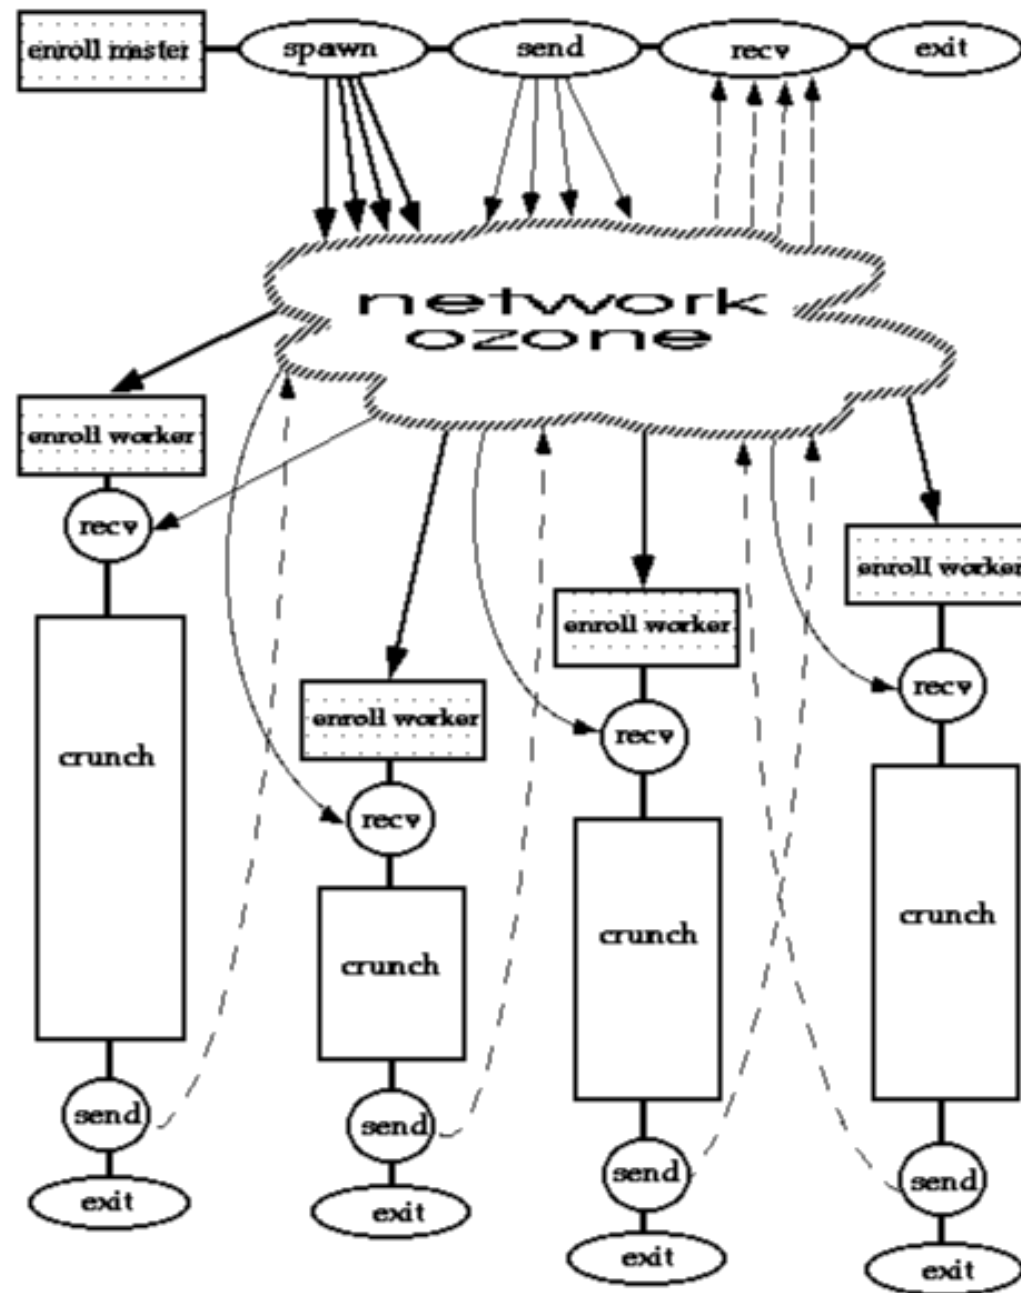 enroll master
spawn
send
recv
exit
network
ozone
enroll worker
recv
crunch
send
exit
enroll worker
recv
crunch
send
exit
enroll worker
recv
crunch
send
exit
enroll worker
recv
crunch
send
exit